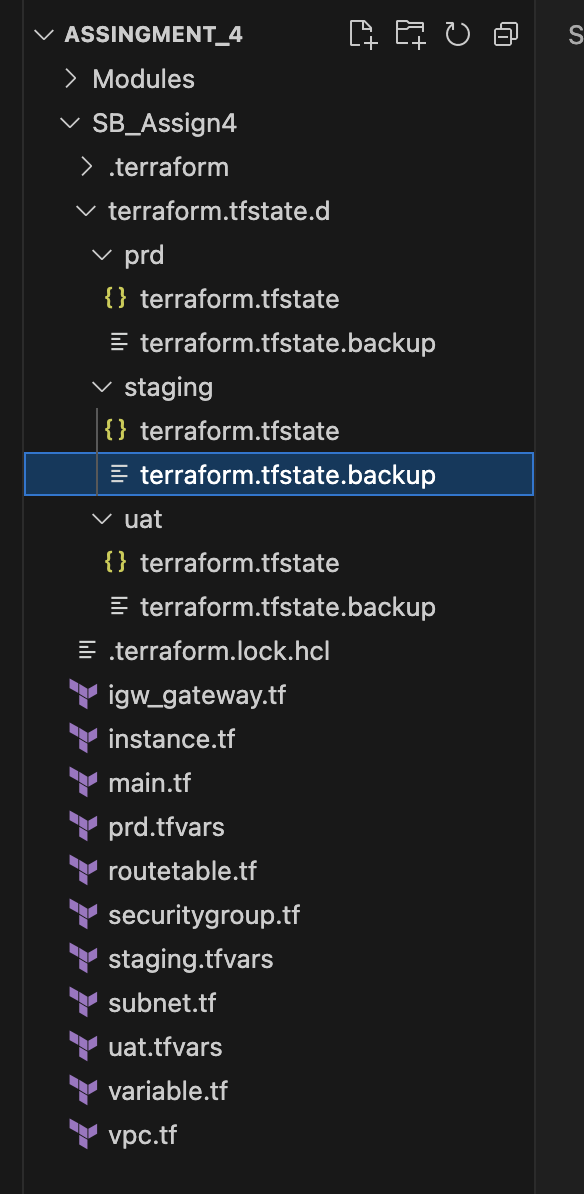 ASSINGMENT_4
S
Modules
SB_Assign4
.terraform
terraform.tfstate.d
prd
{} terraform.tfstate
terraform.tfstate.backup
staging
{} terraform.tfstate
terraform.tfstate.backup
uat
{} terraform.tfstate
terraform.tfstate.backup
.terraform.lock.hcl
igw_gateway.tf
instance.tf
main.tf
prd.tfvars
routetable.tf
securitygroup.tf
staging.tfvars
subnet.tf
uat.tfvars
variable.tf
vpc.tf